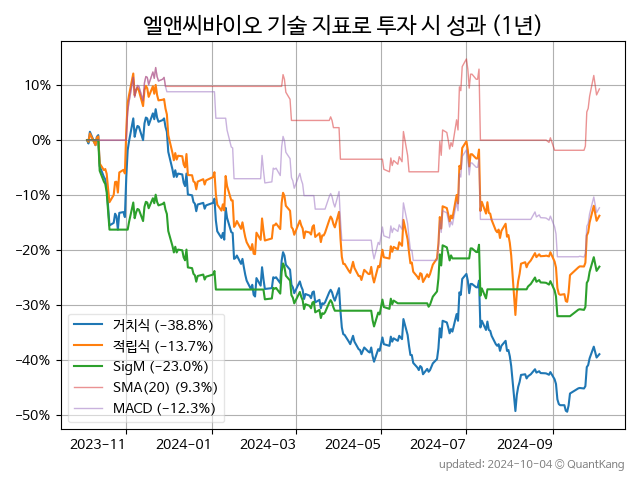 엘앤씨바이오 기술 지표로 투자 시 성과 (1년)
10%
0%
−10%
−20%
−30%
−40%
−50%
거치식 (−38.8%)
적립식 (−13.7%)
SigM (−23.0%)
SMA(20) (9.3%)
MACD (−12.3%)
2023−11 2024−01 2024−03 2024−05 2024−07 2024−09
updated: 2024-10-04 ⓒ QuantKang